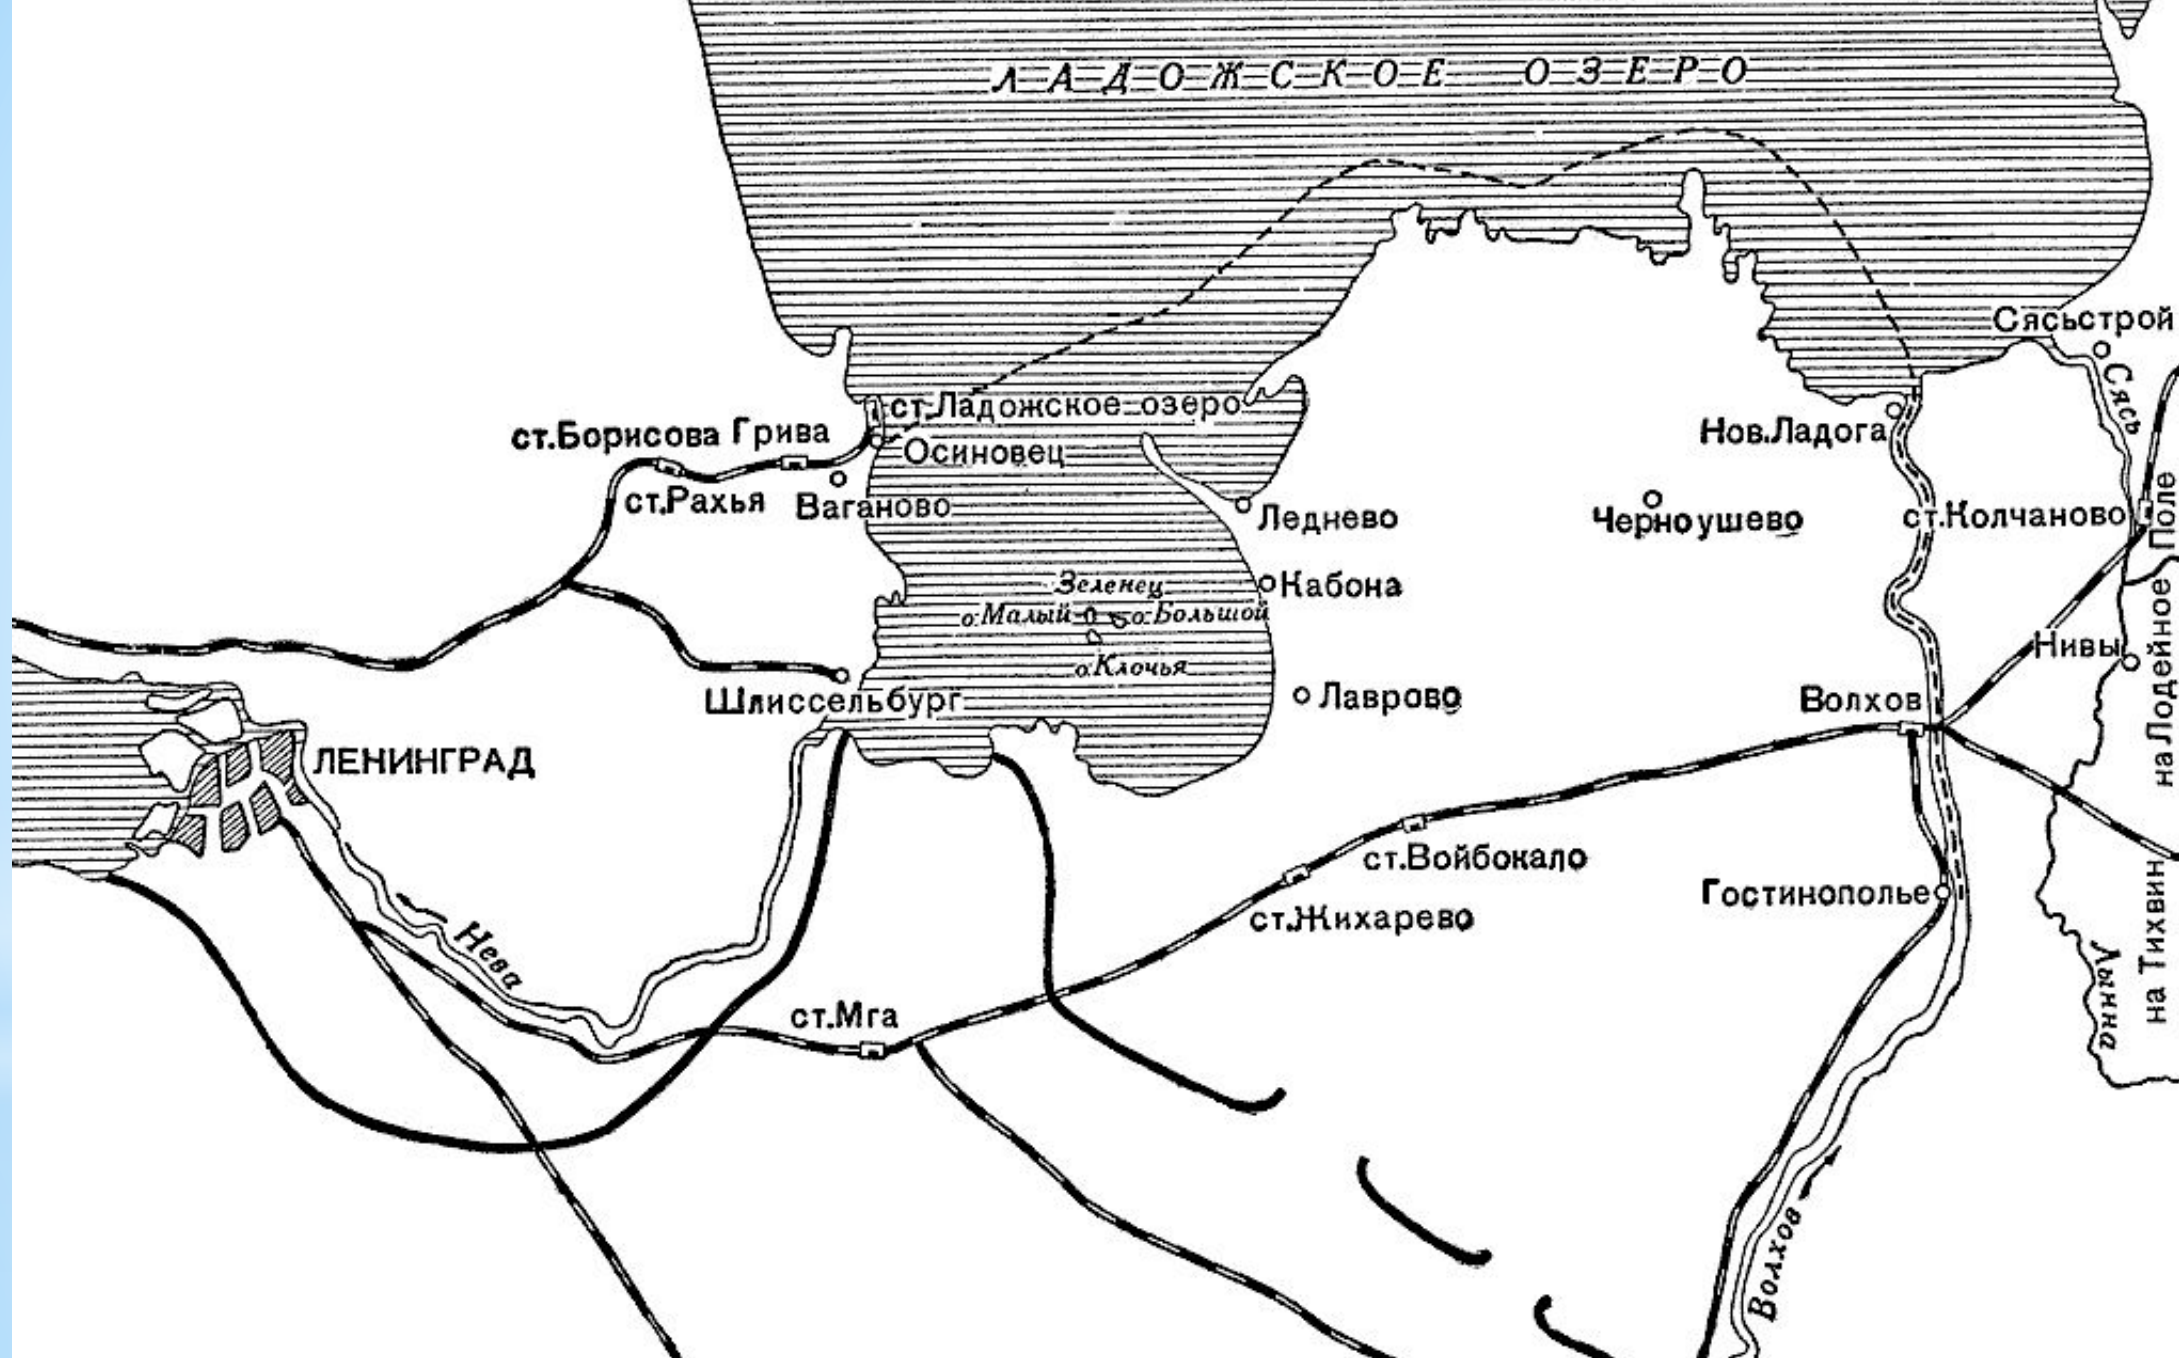 ЛАДОЖСКОЕ ОЗЕРО
Сясьстрой
Сясь
ст.Ладожское озеро
ст.Борисова Грива
Осиновец
Нов.Ладога
ст.Рахья
Ваганово
Леднево
Черноушево
ст.Колчаново
Зеленец
Кабона
о.Малый
о.Большой
о.Клочья
Нивы
на Лодейное Поле
Шлиссельбург
Лаврово
Волхов
ЛЕНИНГРАД
ст.Войбокало
Гостинополье
ст.Жихарево
Нева
на Тихвин
Лынна
ст.Мга
Волхов